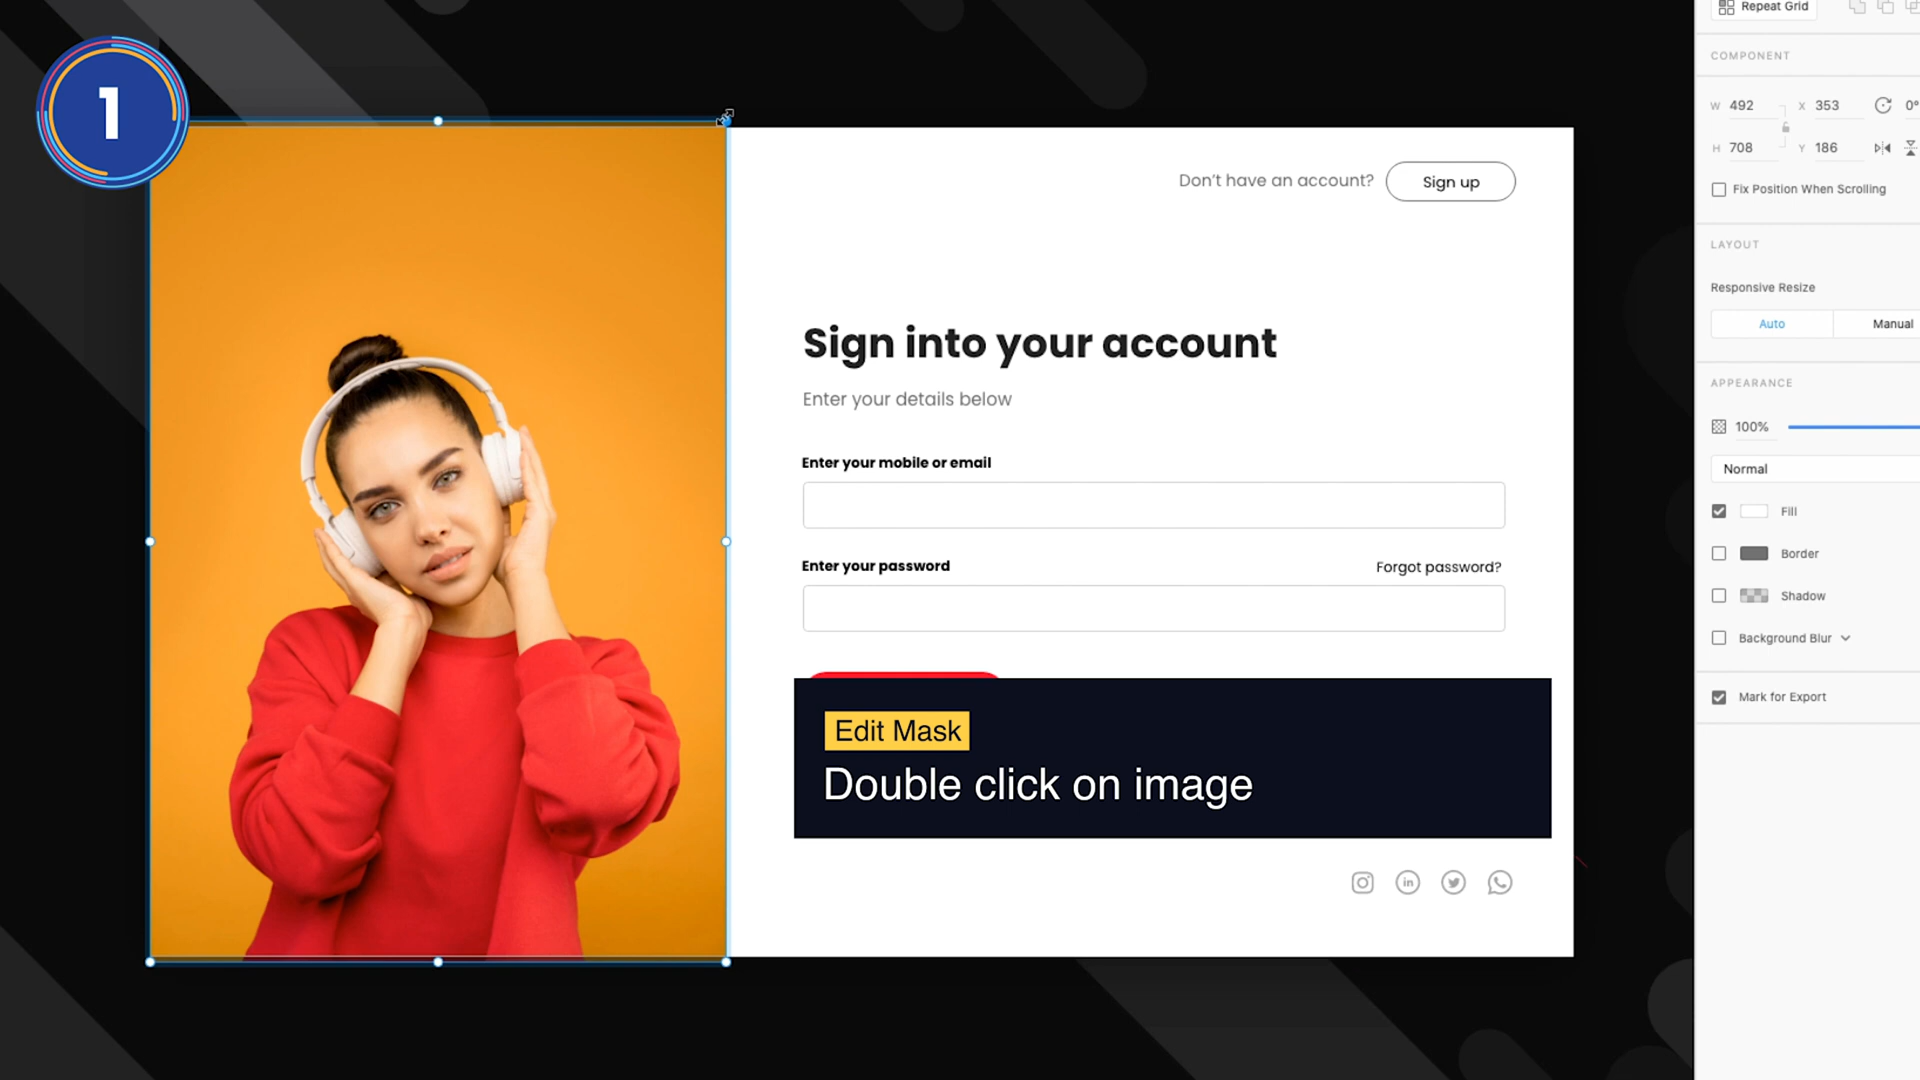 1
Don't have an account?
Sign up
Sign into your account
Enter your details below
Enter your mobile or email
Enter your password
Forgot password?
Edit Mask
Double click on image
in
Repeat Grid
COMPONENT
W 492 X 353 0°
H 708 Y 186
Fix Position When Scrolling
LAYOUT
Responsive Resize
Auto Manual
APPEARANCE
100%
Normal
Fill
Border
Shadow
Background Blur
Mark for Export